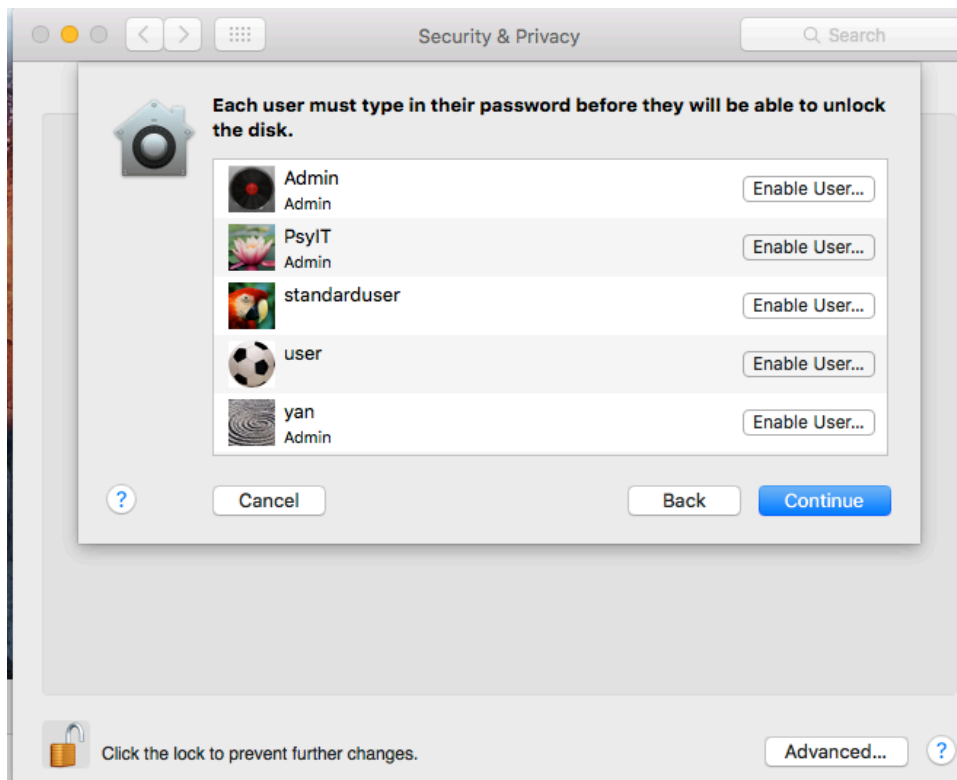 Security & Privacy
Search
Each user must type in their password before they will be able to unlock
the disk.
Admin
Admin
Enable User...
PsyIT
Admin
Enable User...
standarduser
Enable User...
user
Enable User...
yan
Admin
Enable User...
?
Cancel
Back
Continue
Click the lock to prevent further changes.
Advanced...
?